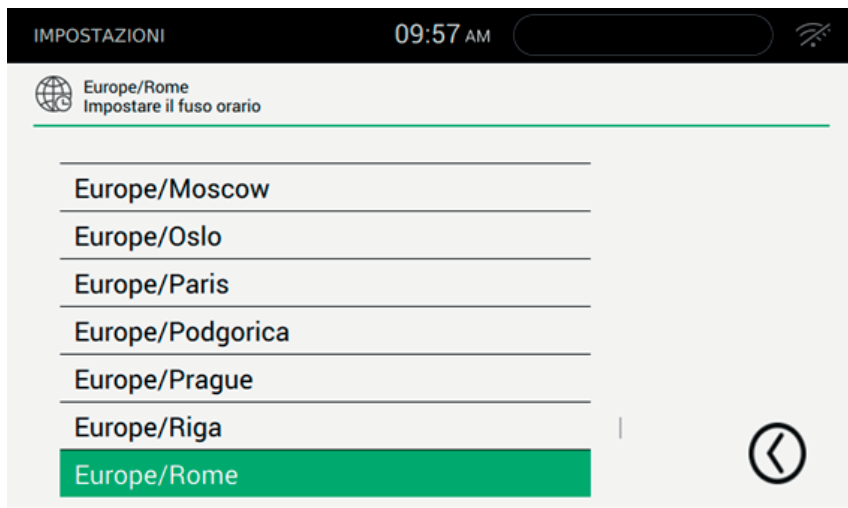 IMPOSTAZIONI 09:57 AM
Europe/Rome
Impostare il fuso orario
Europe/Moscow
Europe/Oslo
Europe/Paris
Europe/Podgorica
Europe/Prague
Europe/Riga
Europe/Rome